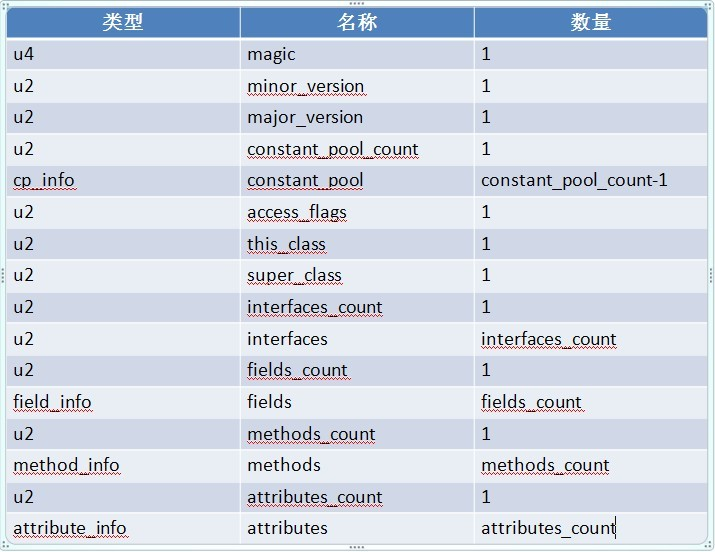 类型 名称 数量
u4 magic 1
u2 minor_version 1
u2 major_version 1
u2 constant_pool_count 1
cp_info constant_pool constant_pool_count-1
u2 access_flags 1
u2 this_class 1
u2 super_class 1
u2 interfaces_count 1
u2 interfaces interfaces_count
u2 fields_count 1
field_info fields fields_count
u2 methods_count 1
method_info methods methods_count
u2 attributes_count 1
attribute_info attributes attributes_count